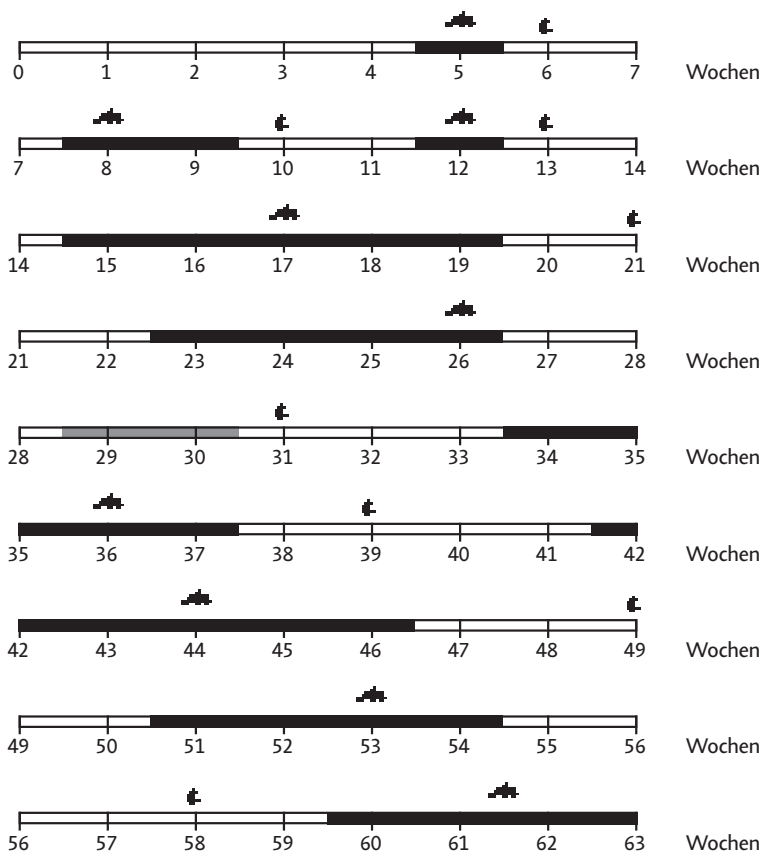 0 1 2 3 4 5 6 7 Wochen
7 8 9 10 11 12 13 14 Wochen
14 15 16 17 18 19 20 21 Wochen
21 22 23 24 25 26 27 28 Wochen
28 29 30 31 32 33 34 35 Wochen
35 36 37 38 39 40 41 42 Wochen
42 43 44 45 46 47 48 49 Wochen
49 50 51 52 53 54 55 56 Wochen
56 57 58 59 60 61 62 63 Wochen